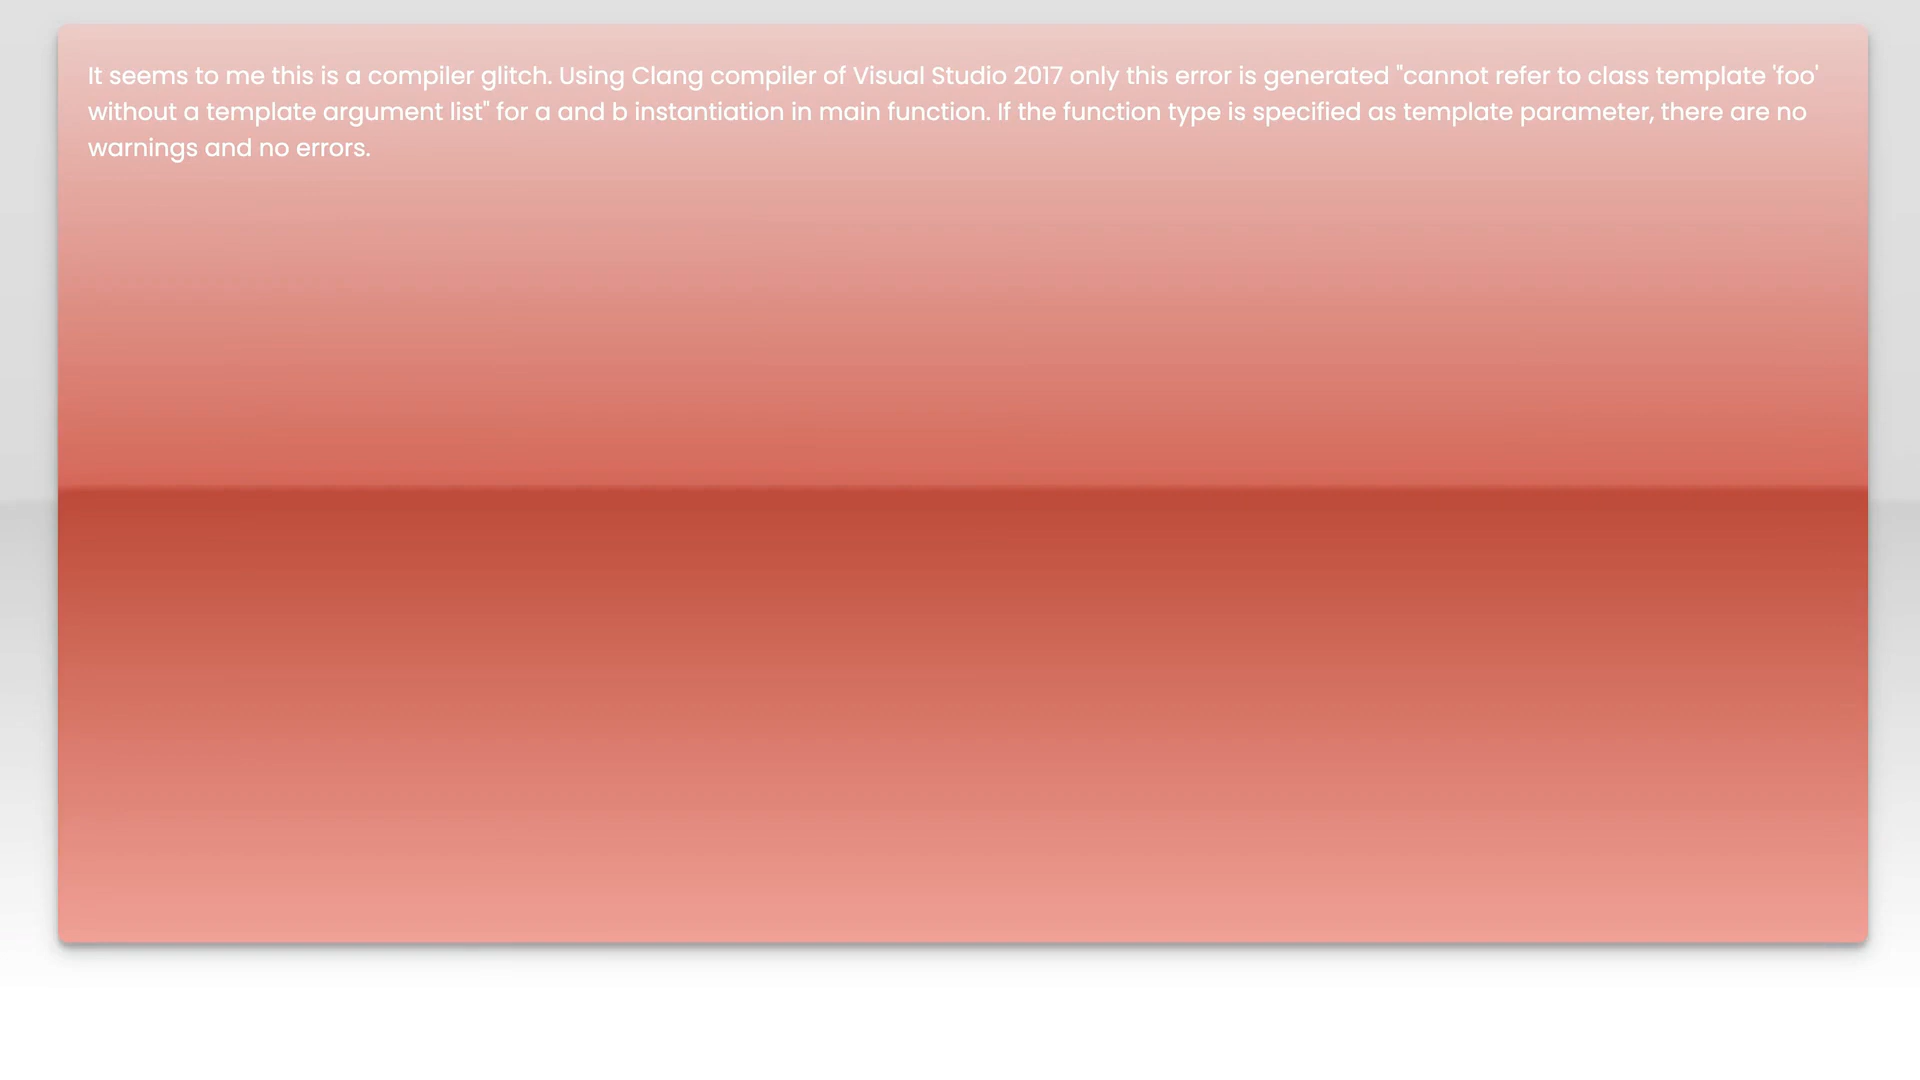 It seems to me this is a compiler glitch. Using Clang compiler of Visual Studio 2017 only this error is generated "cannot refer to class template 'foo'
without a template argument list" for a and b instantiation in main function. If the function type is specified as template parameter, there are no
warnings and no errors.